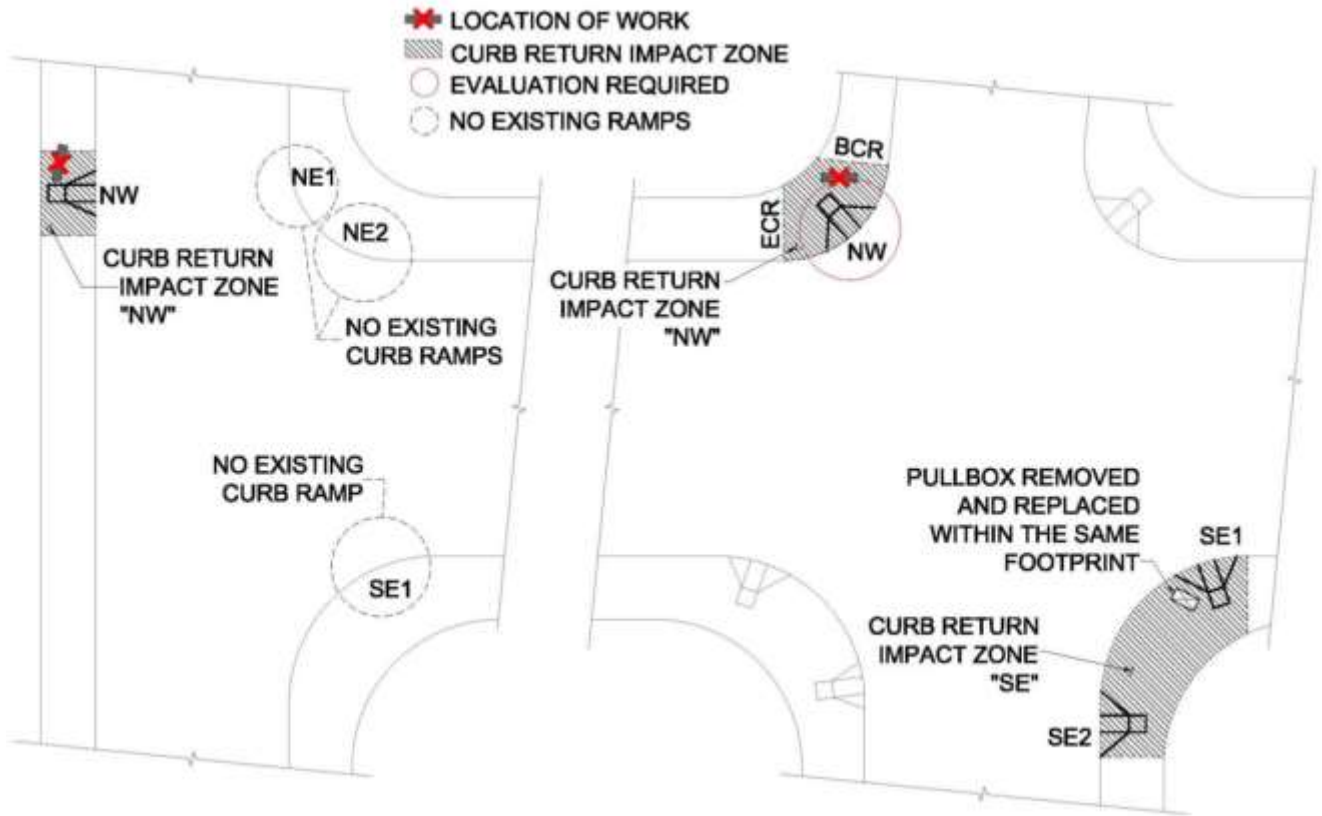 LOCATION OF WORK
CURB RETURN IMPACT ZONE
EVALUATION REQUIRED
NO EXISTING RAMPS
NW
CURB RETURN
IMPACT ZONE
"NW"
NE1
NE2
NO EXISTING
CURB RAMPS
BCR
ECR
NW
CURB RETURN
IMPACT ZONE
"NW"
NO EXISTING
CURB RAMP
SE1
PULLBOX REMOVED
AND REPLACED
WITHIN THE SAME
FOOTPRINT
SE1
CURB RETURN
IMPACT ZONE
"SE"
SE2